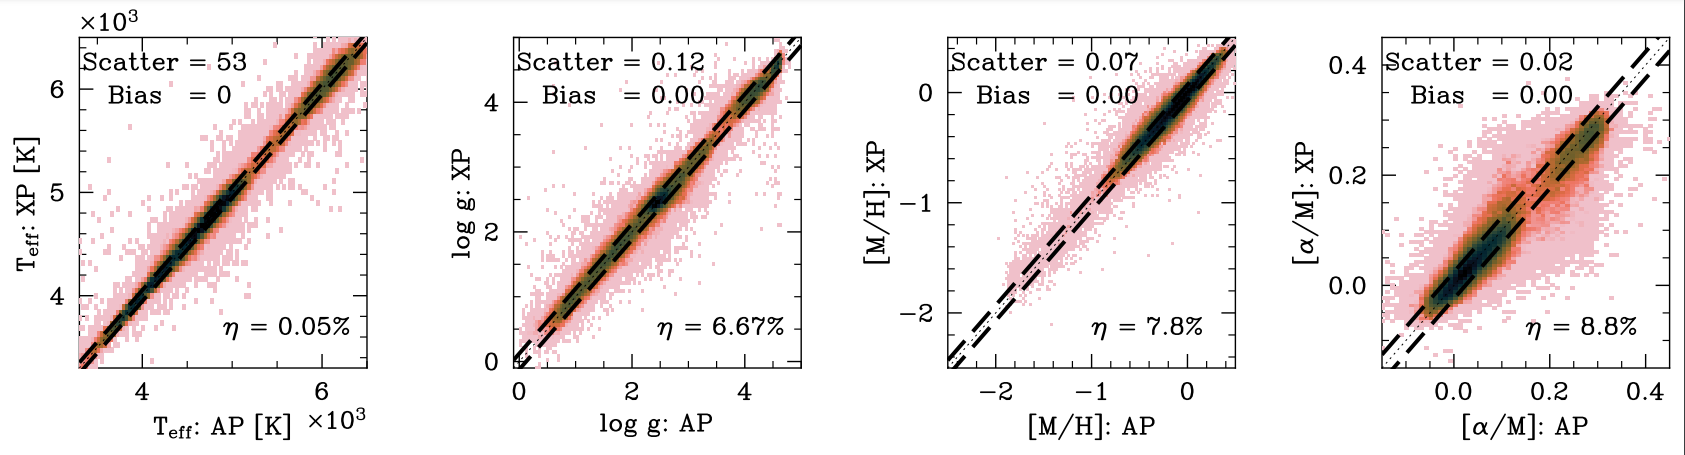 ×10³
Scatter = 53
Bias = 0
6
5
4
T_eff: XP [K]
η = 0.05%
4
6
T_eff: AP [K] ×10³
Scatter = 0.12
Bias = 0.00
4
2
0
log g: XP
η = 6.67%
0
2
4
log g: AP
Scatter = 0.07
Bias = 0.00
0
−1
−2
[M/H]: XP
η = 7.8%
−2
−1
0
[M/H]: AP
Scatter = 0.02
Bias = 0.00
0.4
0.2
0.0
[α/M]: XP
η = 8.8%
0.0
0.2
0.4
[α/M]: AP